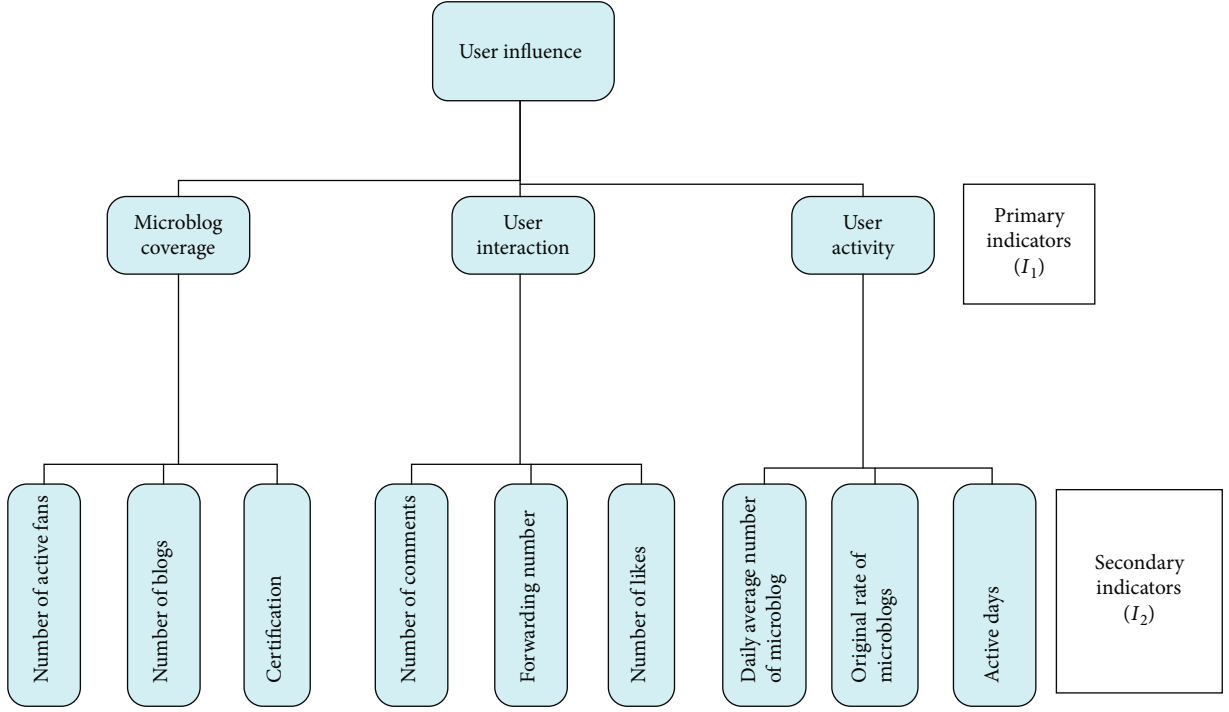 User influence
Microblog
coverage
User
interaction
User
activity
Primary
indicators
(I₁)
Number of active fans
Number of blogs
Certification
Number of comments
Forwarding number
Number of likes
Daily average number
of microblog
Original rate of
microblogs
Active days
Secondary
indicators
(I₂)